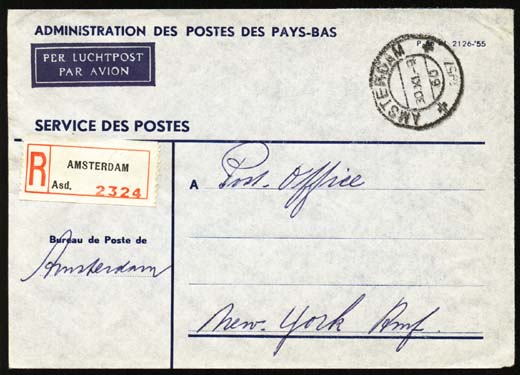 ADMINISTRATION DES POSTES DES PAYS-BAS
2126-'55
PER LUCHTPOST
PAR AVION
AMSTERDAM
1957
SERVICE DES POSTES
R
AMSTERDAM
Asd. 2324
A Post-Office
Bureau de Poste de
Amsterdam
New-York